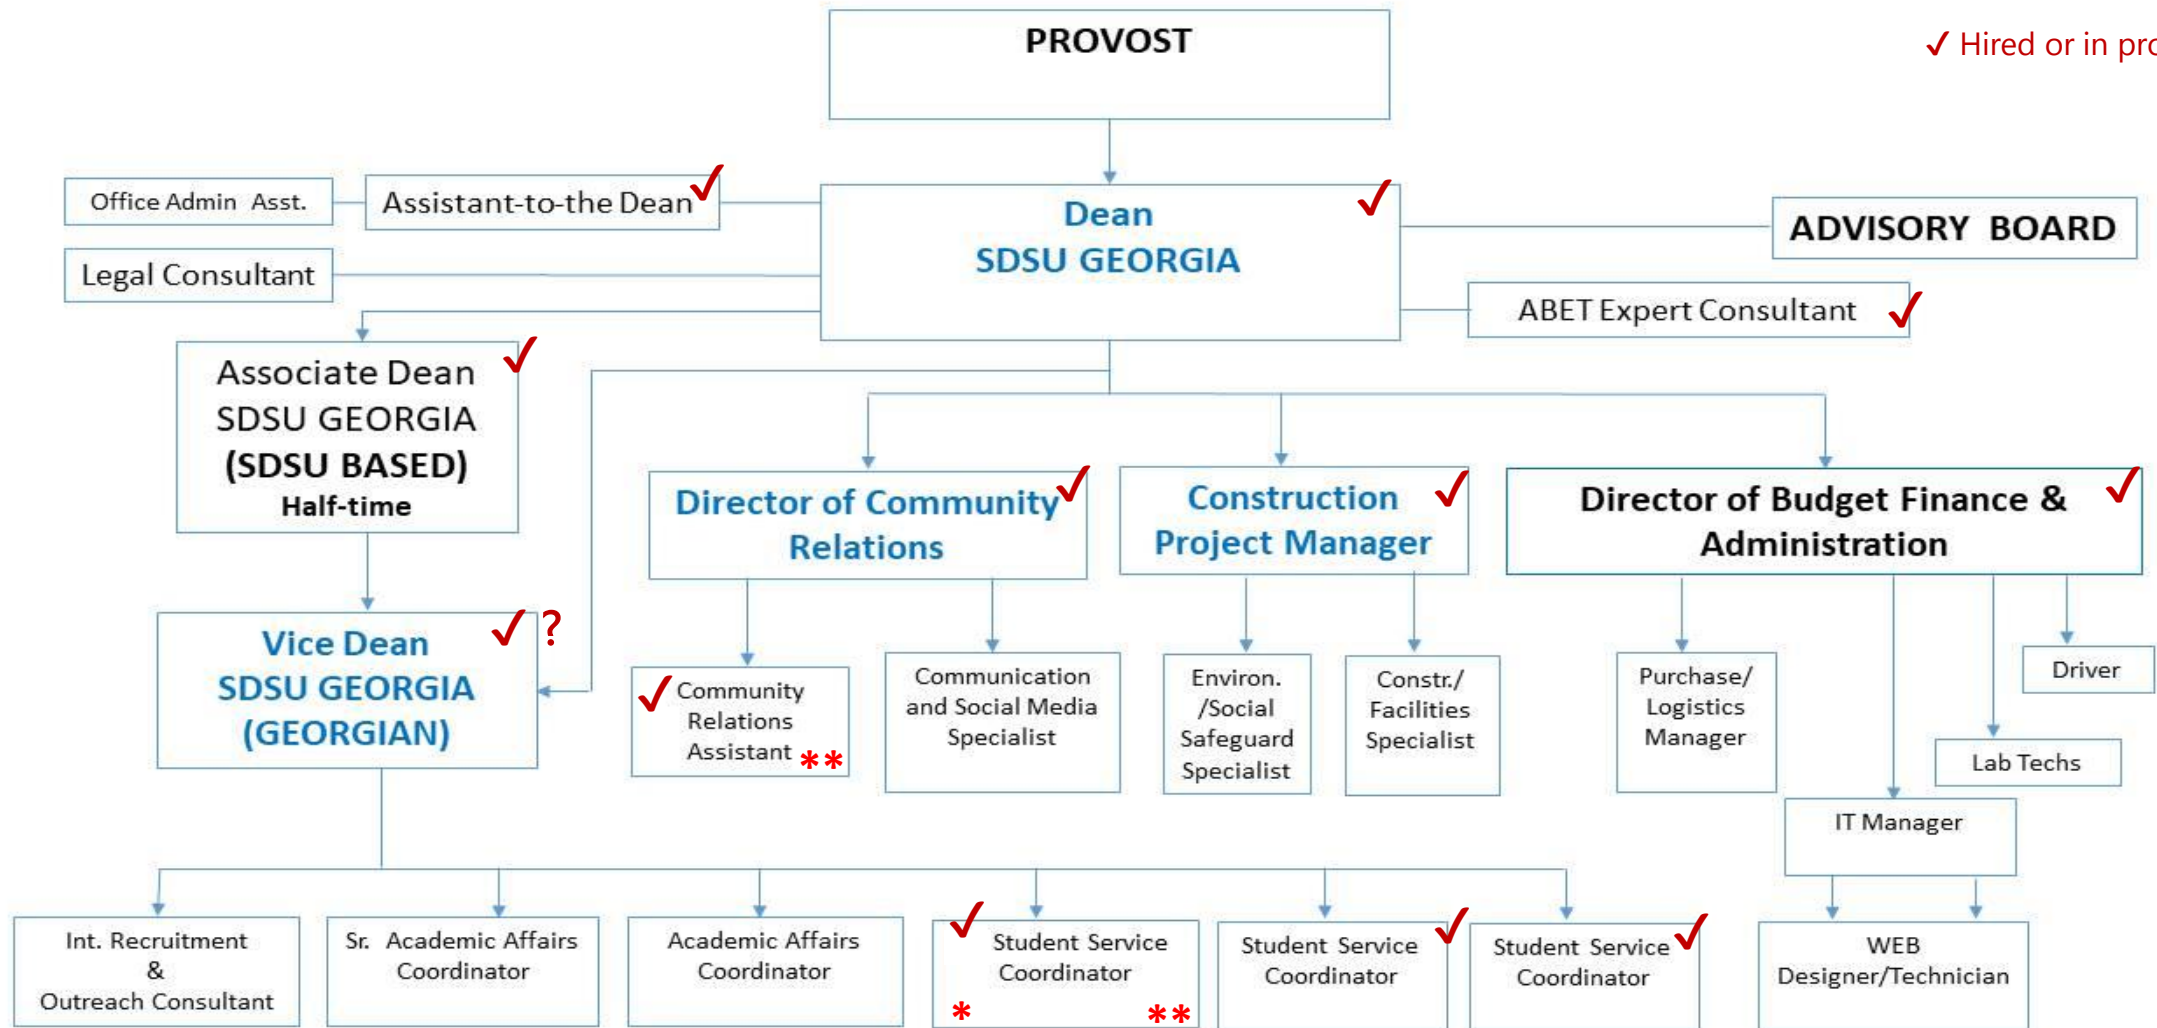 PROVOST
✓ Hired or in pro
Office Admin Asst.
Assistant-to-the Dean ✓
Dean ✓
SDSU GEORGIA
ADVISORY BOARD
Legal Consultant
ABET Expert Consultant ✓
Associate Dean ✓
SDSU GEORGIA
(SDSU BASED)
Half-time
Director of Community ✓
Relations
Construction ✓
Project Manager
Director of Budget Finance & ✓
Administration
Vice Dean ✓ ?
SDSU GEORGIA
(GEORGIAN)
✓ Community
Relations
Assistant **
Communication
and Social Media
Specialist
Environ.
/Social
Safeguard
Specialist
Constr./
Facilities
Specialist
Purchase/
Logistics
Manager
Driver
Lab Techs
IT Manager
Int. Recruitment
&
Outreach Consultant
Sr. Academic Affairs
Coordinator
Academic Affairs
Coordinator
✓ Student Service
Coordinator
* **
Student Service ✓
Coordinator
Student Service ✓
Coordinator
WEB
Designer/Technician